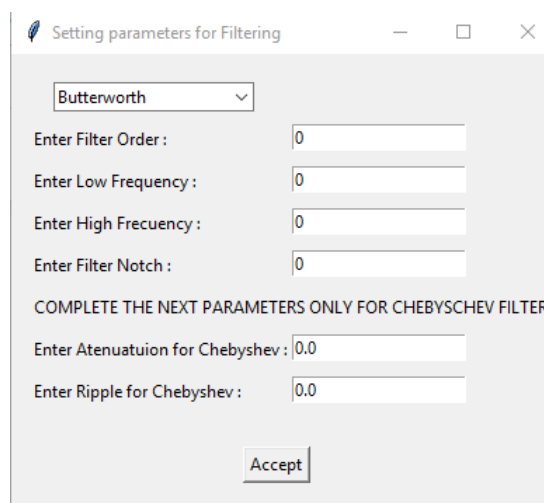 Setting parameters for Filtering
Butterworth
Enter Filter Order : 0
Enter Low Frequency : 0
Enter High Frecuency : 0
Enter Filter Notch : 0
COMPLETE THE NEXT PARAMETERS ONLY FOR CHEBYSCHEV FILTER
Enter Atenuatuion for Chebyshev : 0.0
Enter Ripple for Chebyshev : 0.0
Accept